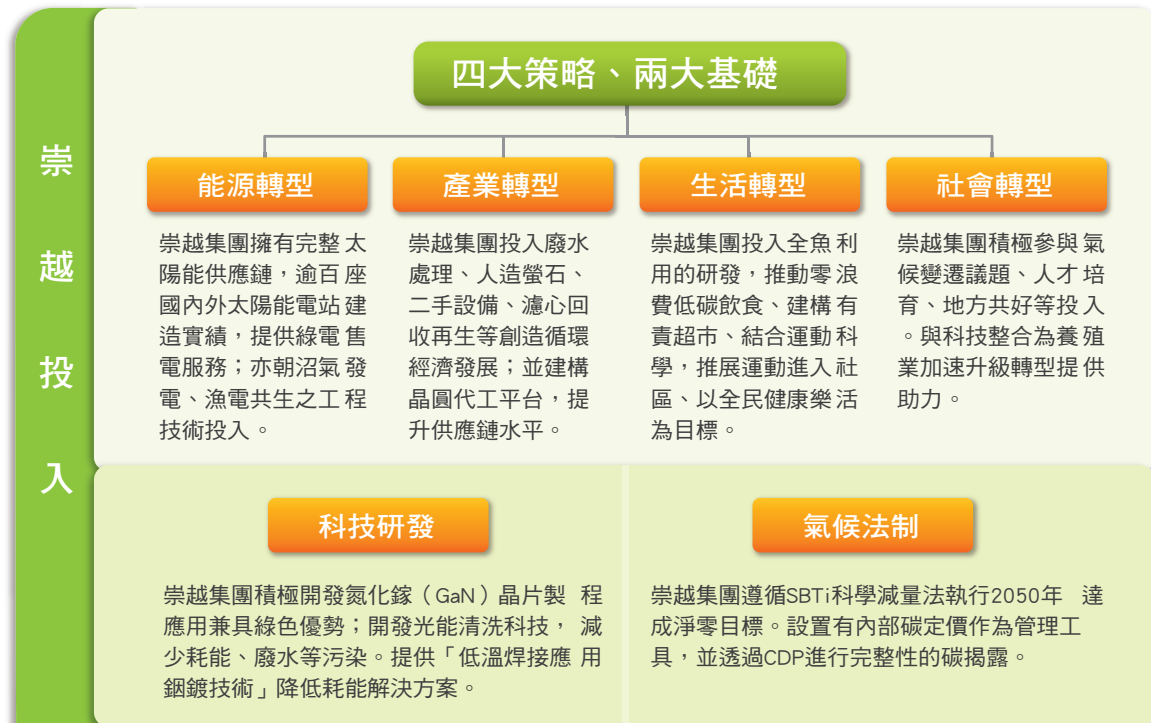 崇越投入
四大策略、兩大基礎
能源轉型
崇越集團擁有完整太
陽能供應鏈，逾百座
國內外太陽能電站建
造實績，提供綠電售
電服務；亦朝沼氣發
電、漁電共生之工程
技術投入。
產業轉型
崇越集團投入廢水
處理、人造螢石、
二手設備、濾心回
收再生等創造循環
經濟發展；並建構
晶圓代工平台，提
升供應鏈水平。
生活轉型
崇越集團投入全魚利
用的研發，推動零浪
費低碳飲食、建構有
責超市、結合運動科
學，推展運動進入社
區、以全民健康樂活
為目標。
社會轉型
崇越集團積極參與氣
候變遷議題、人才培
育、地方共好等投入
。與科技整合為養殖
業加速升級轉型提供
助力。
科技研發
崇越集團積極開發氮化鎵（GaN）晶片製程
應用兼具綠色優勢；開發光能清洗科技，減
少耗能、廢水等污染。提供「低溫焊接應用
銦鍍技術」降低耗能解決方案。
氣候法制
崇越集團遵循SBTi科學減量法執行2050年達
成淨零目標。設置有內部碳定價作為管理工
具，並透過CDP進行完整性的碳揭露。